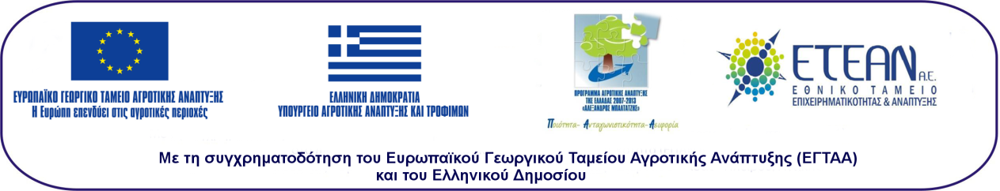 ΕΥΡΩΠΑΪΚΟ ΓΕΩΡΓΙΚΟ ΤΑΜΕΙΟ ΑΓΡΟΤΙΚΗΣ ΑΝΑΠΤΥΞΗΣ
Η Ευρώπη επενδύει στις αγροτικές περιοχές
ΕΛΛΗΝΙΚΗ ΔΗΜΟΚΡΑΤΙΑ
ΥΠΟΥΡΓΕΙΟ ΑΓΡΟΤΙΚΗΣ ΑΝΑΠΤΥΞΗΣ ΚΑΙ ΤΡΟΦΙΜΩΝ
ΠΡΟΓΡΑΜΜΑ ΑΓΡΟΤΙΚΗΣ ΑΝΑΠΤΥΞΗΣ
ΤΗΣ ΕΛΛΑΔΑΣ 2007-2013
«ΑΛΕΞΑΝΔΡΟΣ ΜΠΑΛΤΑΤΖΗΣ»
Ποιότητα- Ανταγωνιστικότητα- Αειφορία
ΕΤΕΑΝ Α.Ε.
ΕΘΝΙΚΟ ΤΑΜΕΙΟ
ΕΠΙΧΕΙΡΗΜΑΤΙΚΟΤΗΤΑΣ & ΑΝΑΠΤΥΞΗΣ
Με τη συγχρηματοδότηση του Ευρωπαϊκού Γεωργικού Ταμείου Αγροτικής Ανάπτυξης (ΕΓΤΑΑ)
και του Ελληνικού Δημοσίου